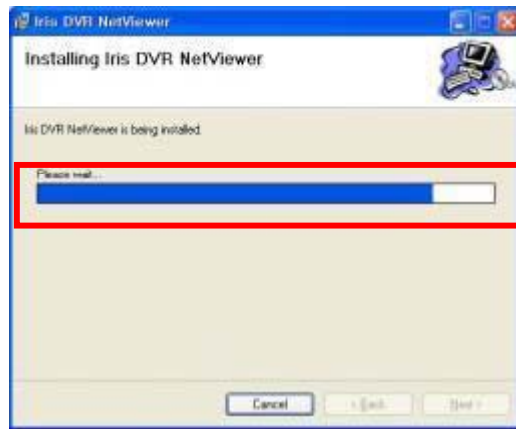 Iris DVR NetViewer
Installing Iris DVR NetViewer
Iris DVR NetViewer is being installed.
Please wait...
Cancel
< Back
Next >